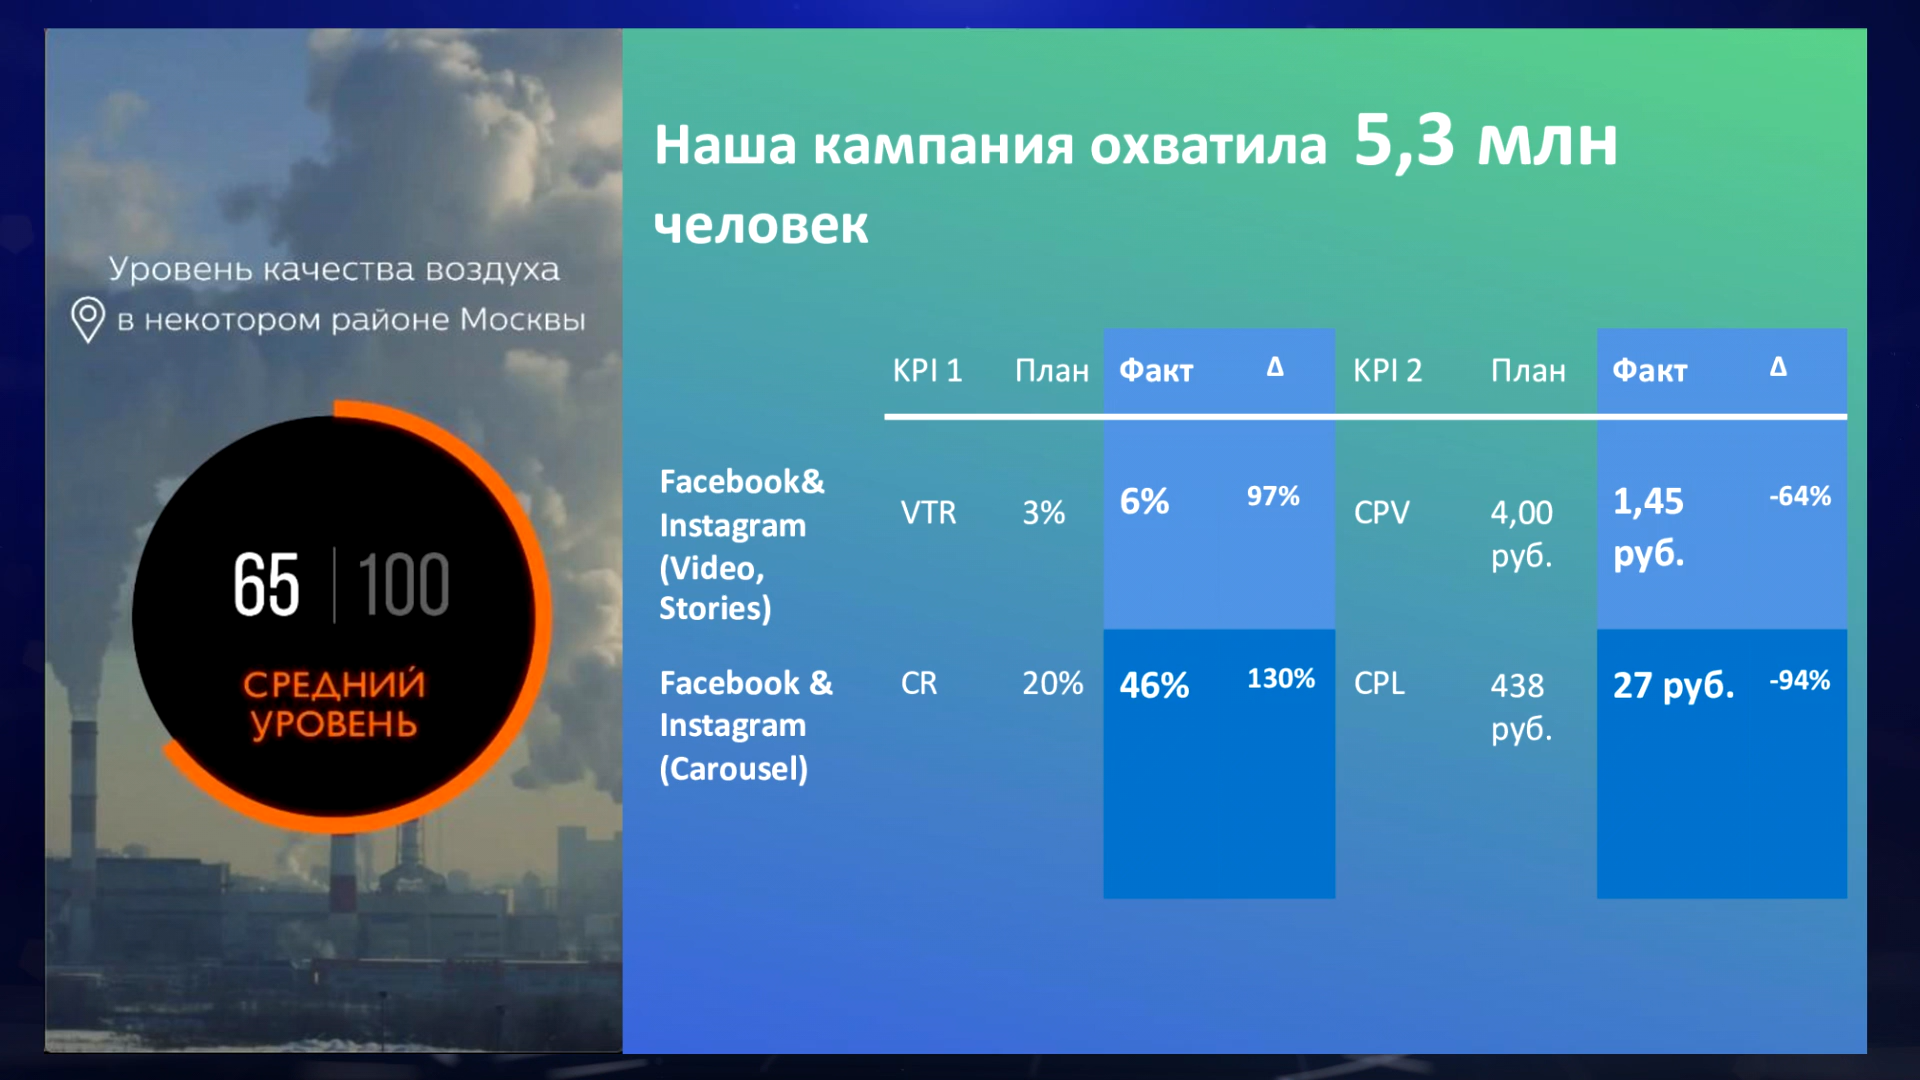 Уровень качества воздуха
в некотором районе Москвы
65 | 100
СРЕДНИЙ
УРОВЕНЬ
Наша кампания охватила 5,3 млн
человек
KPI 1 План Факт Δ KPI 2 План Факт Δ
Facebook&
Instagram
(Video,
Stories)
VTR 3% 6% 97% CPV 4,00
руб.
1,45
руб.
-64%
Facebook &
Instagram
(Carousel)
CR 20% 46% 130% CPL 438
руб.
27 руб. -94%